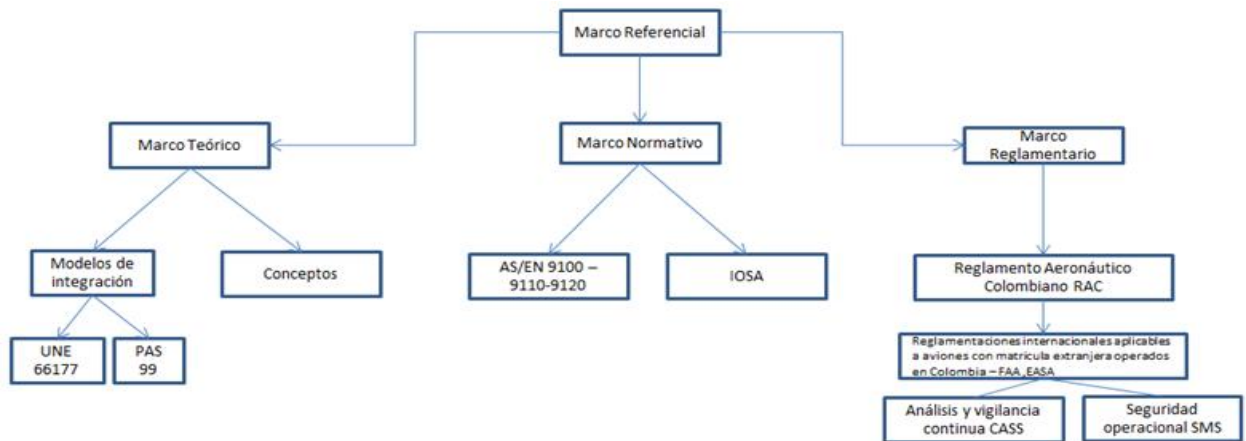 Marco Referencial
Marco Teórico
Marco Normativo
Marco
Reglamentario
Modelos de
integración
Conceptos
AS/EN 9100 –
9110-9120
IOSA
Reglamento Aeronáutico
Colombiano RAC
UNE
66177
PAS
99
Reglamentaciones internacionales aplicables
a aviones con matricula extranjera operados
en Colombia – FAA ,EASA
Análisis y vigilancia
continua CASS
Seguridad
operacional SMS